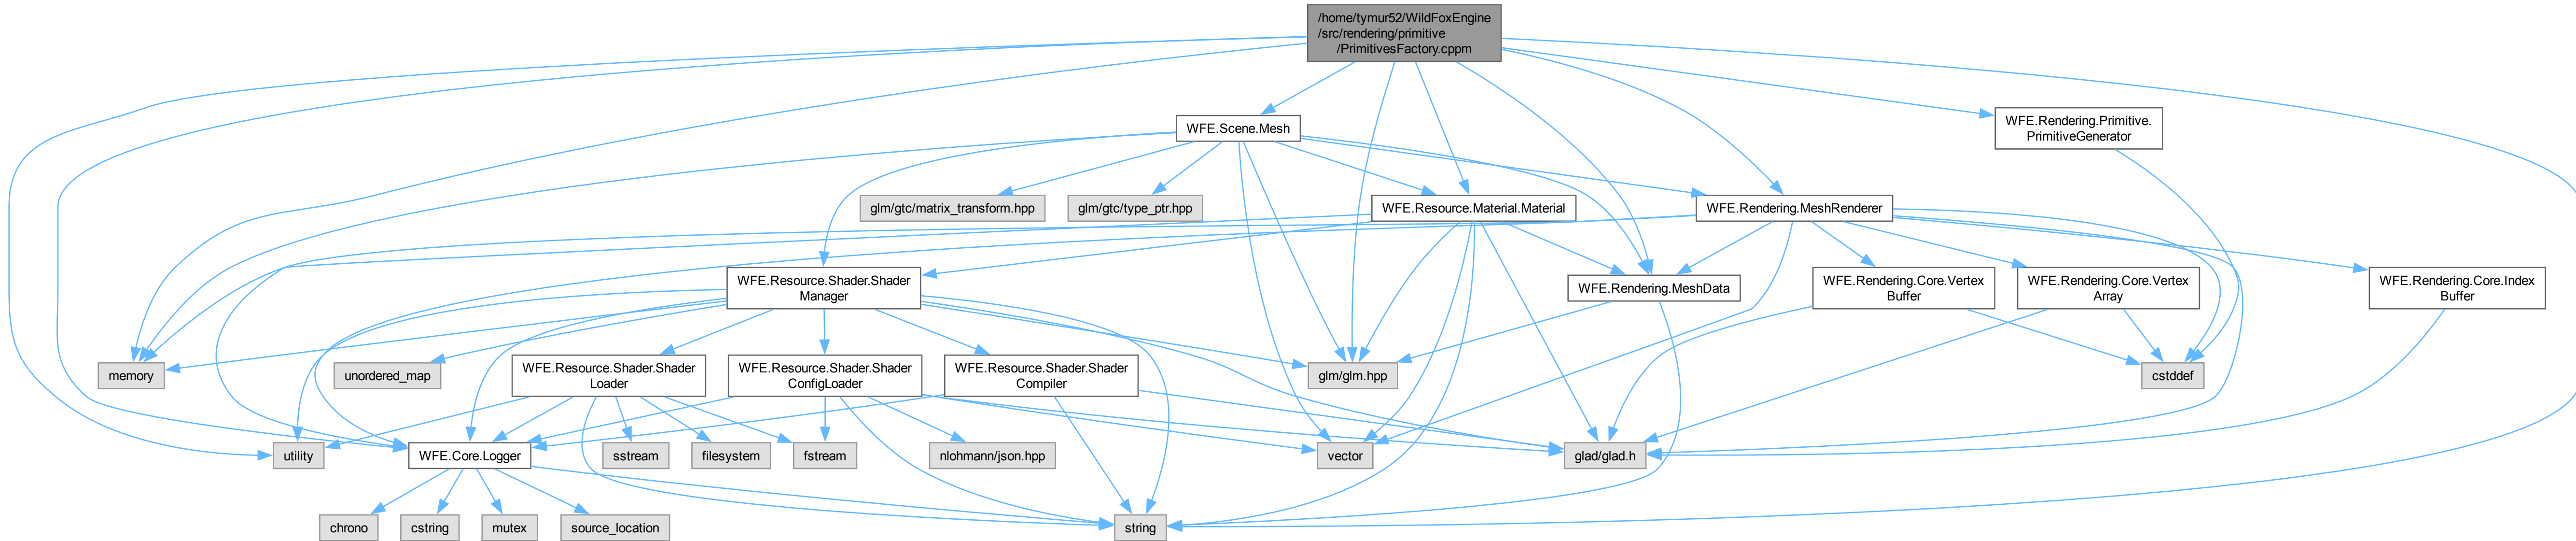 /home/tymur52/WildFoxEngine
/src/rendering/primitive
/PrimitivesFactory.cppm
WFE.Scene.Mesh
WFE.Rendering.Primitive.
PrimitiveGenerator
glm/gtc/matrix_transform.hpp
glm/gtc/type_ptr.hpp
WFE.Resource.Material.Material
WFE.Rendering.MeshRenderer
WFE.Resource.Shader.Shader
Manager
WFE.Rendering.MeshData
WFE.Rendering.Core.Vertex
Buffer
WFE.Rendering.Core.Vertex
Array
WFE.Rendering.Core.Index
Buffer
memory
unordered_map
WFE.Resource.Shader.Shader
Loader
WFE.Resource.Shader.Shader
ConfigLoader
WFE.Resource.Shader.Shader
Compiler
glm/glm.hpp
cstddef
utility
WFE.Core.Logger
sstream
filesystem
fstream
nlohmann/json.hpp
vector
glad/glad.h
chrono
cstring
mutex
source_location
string